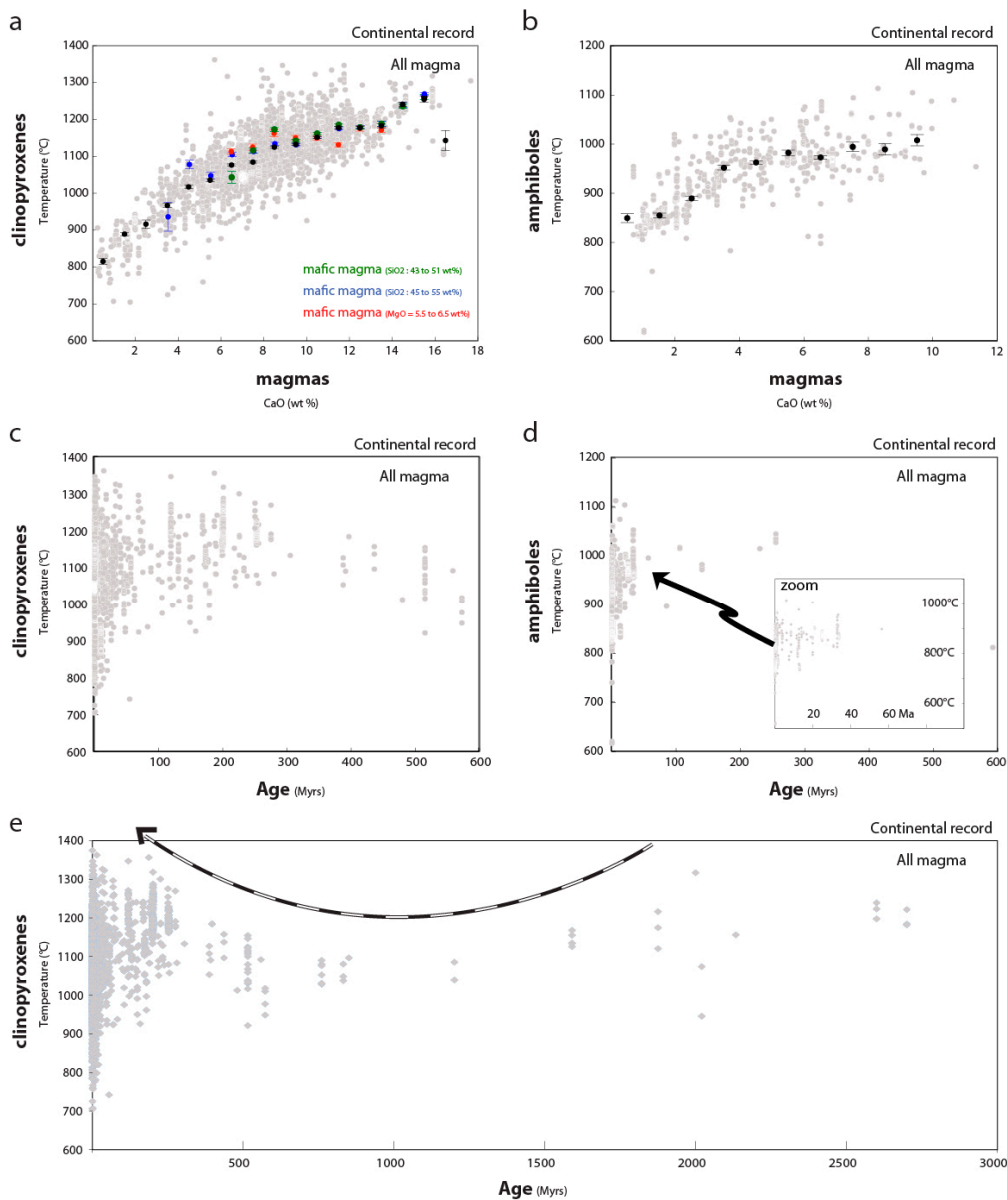 a
Continental record
All magma
1400
1300
1200
1100
1000
900
800
700
600
clinopyroxenes
Temperature (°C)
mafic magma (SiO2 : 43 to 51 wt%)
mafic magma (SiO2 : 45 to 55 wt%)
mafic magma (MgO = 5.5 to 6.5 wt%)
2 4 6 8 10 12 14 16 18
magmas
CaO (wt %)
b
Continental record
All magma
1200
1100
1000
900
800
700
600
amphiboles
Temperature (°C)
2 4 6 8 10 12
magmas
CaO (wt %)
c
Continental record
All magma
1400
1300
1200
1100
1000
900
800
700
600
clinopyroxenes
Temperature (°C)
100 200 300 400 500 600
Age (Myrs)
d
Continental record
All magma
1200
1100
1000
900
800
700
600
amphiboles
Temperature (°C)
zoom
1000°C
800°C
600°C
20 40 60 Ma
100 200 300 400 500 600
Age (Myrs)
e
Continental record
All magma
1400
1300
1200
1100
1000
900
800
700
600
clinopyroxenes
Temperature (°C)
500 1000 1500 2000 2500 3000
Age (Myrs)